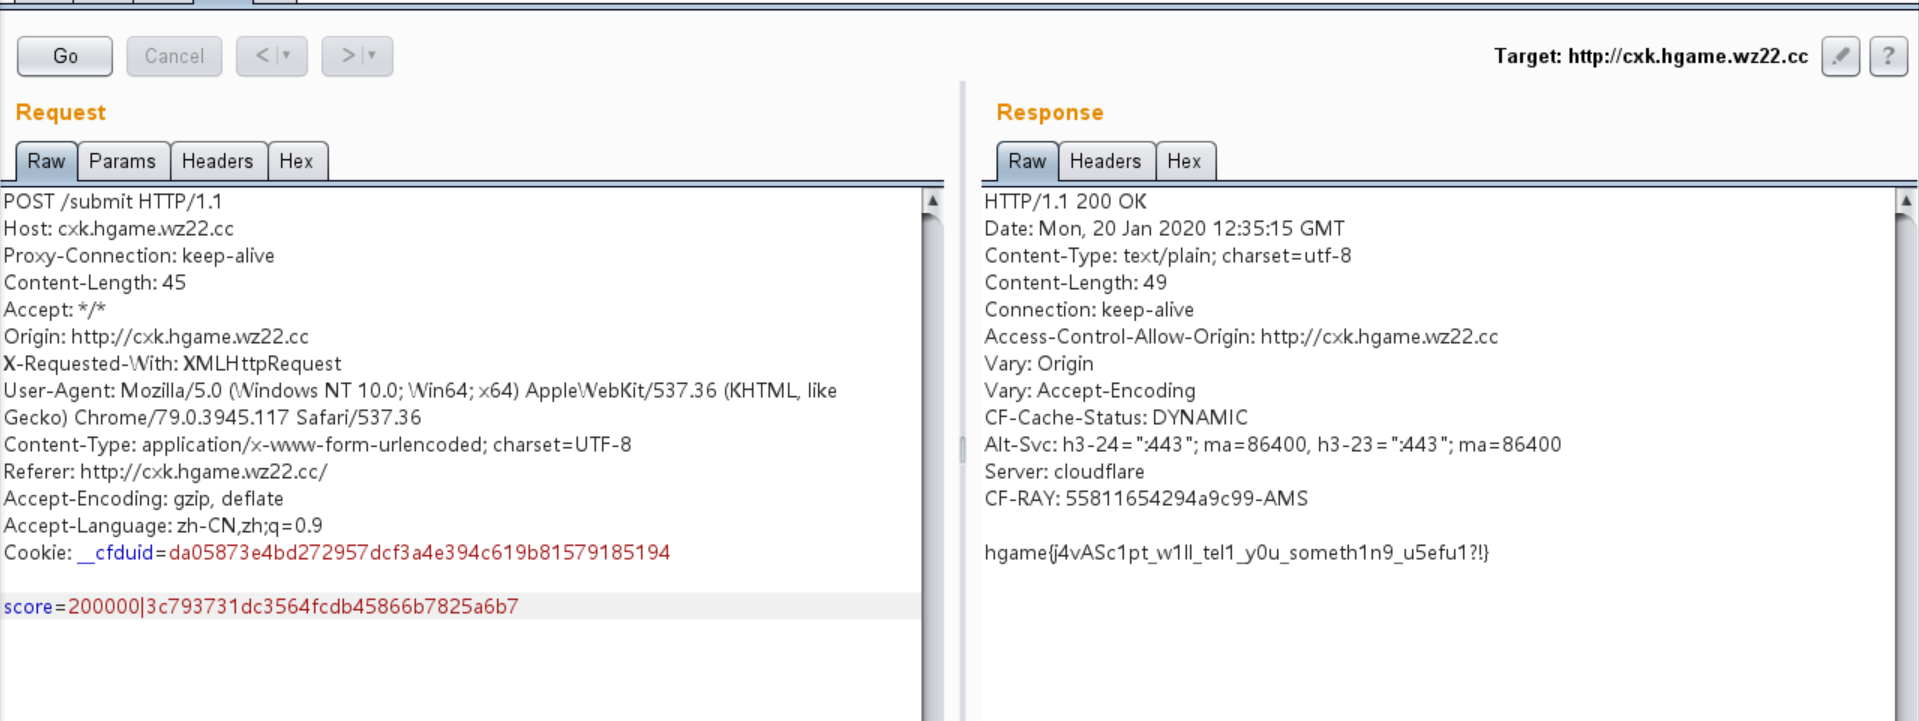 Go
Cancel
<
>
Target: http://cxk.hgame.wz22.cc
?
Request
Raw
Params
Headers
Hex
POST /submit HTTP/1.1
Host: cxk.hgame.wz22.cc
Proxy-Connection: keep-alive
Content-Length: 45
Accept: */*
Origin: http://cxk.hgame.wz22.cc
X-Requested-With: XMLHttpRequest
User-Agent: Mozilla/5.0 (Windows NT 10.0; Win64; x64) AppleWebKit/537.36 (KHTML, like
Gecko) Chrome/79.0.3945.117 Safari/537.36
Content-Type: application/x-www-form-urlencoded; charset=UTF-8
Referer: http://cxk.hgame.wz22.cc/
Accept-Encoding: gzip, deflate
Accept-Language: zh-CN,zh;q=0.9
Cookie: __cfduid=da05873e4bd272957dcf3a4e394c619b81579185194
score=200000|3c793731dc3564fcdb45866b7825a6b7
Response
Raw
Headers
Hex
HTTP/1.1 200 OK
Date: Mon, 20 Jan 2020 12:35:15 GMT
Content-Type: text/plain; charset=utf-8
Content-Length: 49
Connection: keep-alive
Access-Control-Allow-Origin: http://cxk.hgame.wz22.cc
Vary: Origin
Vary: Accept-Encoding
CF-Cache-Status: DYNAMIC
Alt-Svc: h3-24=":443"; ma=86400, h3-23=":443"; ma=86400
Server: cloudflare
CF-RAY: 55811654294a9c99-AMS
hgame{j4vASc1pt_w1ll_tel1_y0u_someth1n9_u5efu1?!}